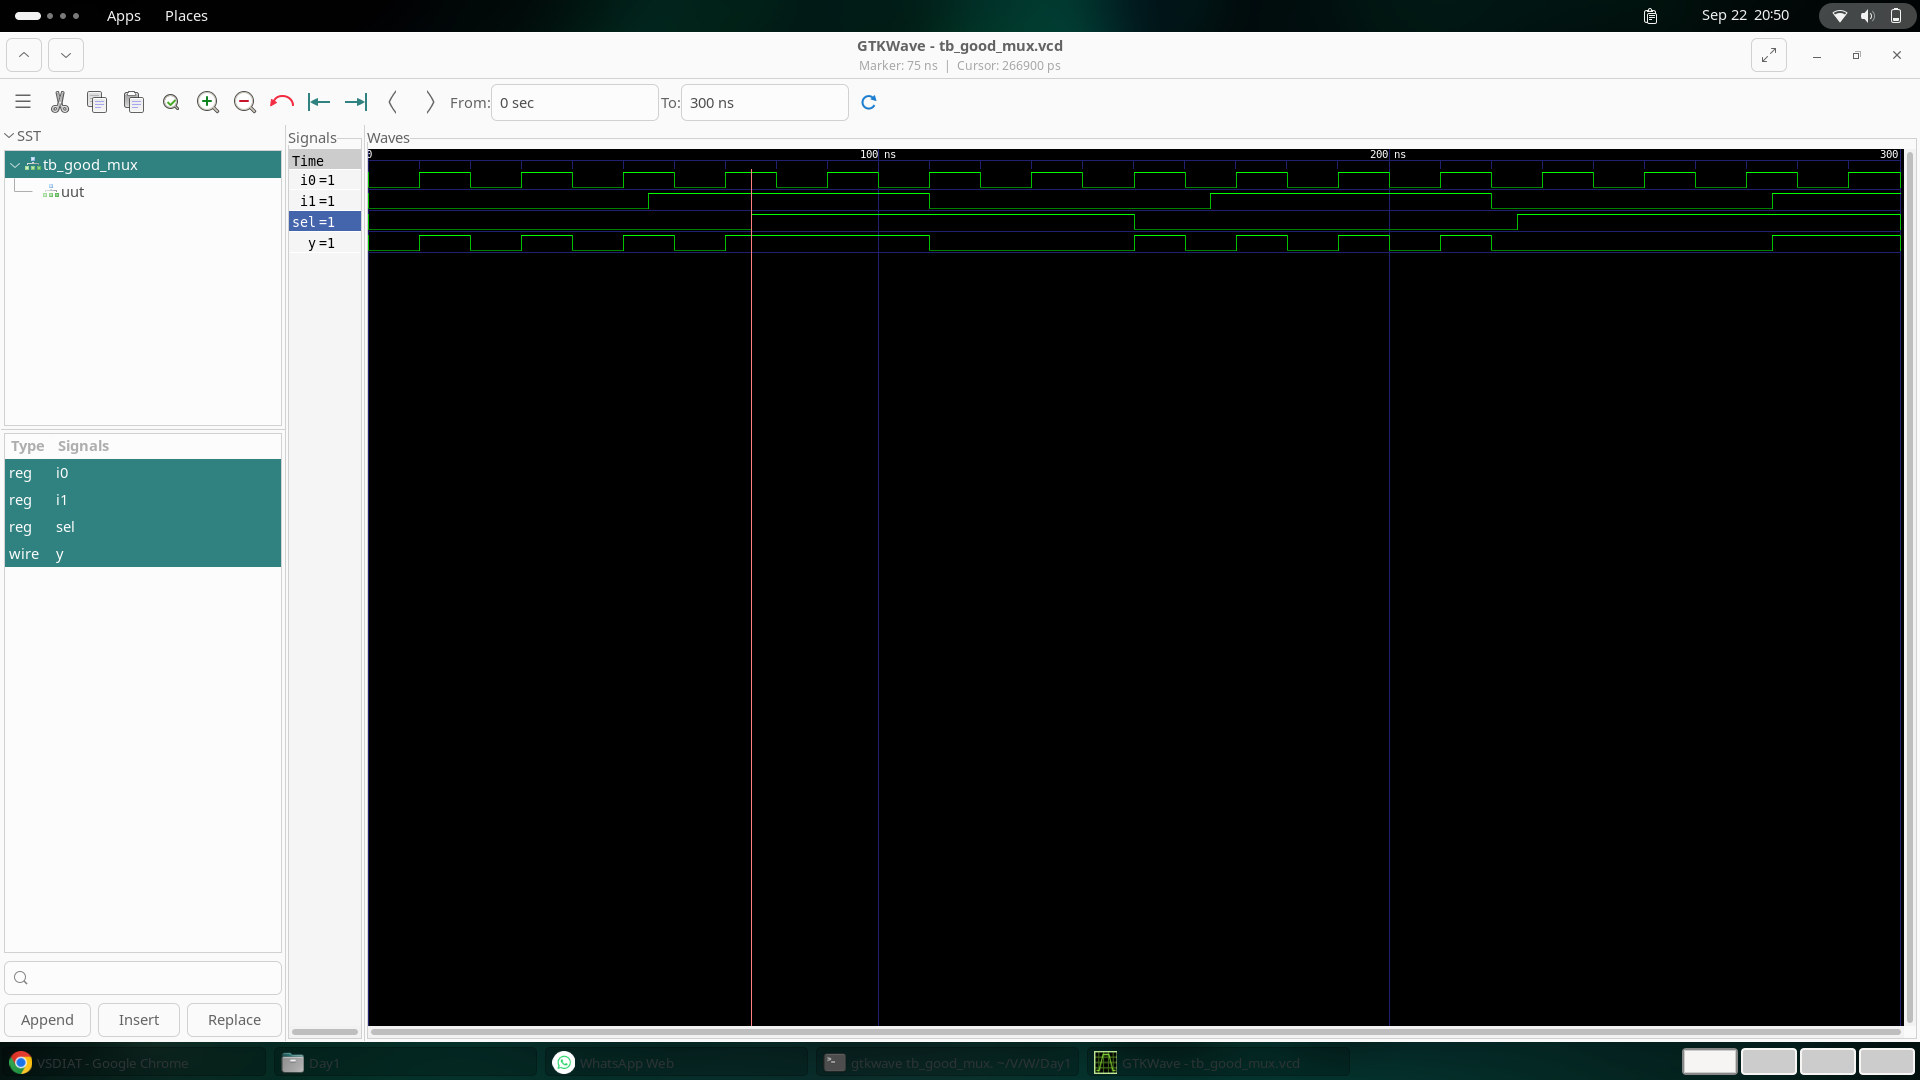 Apps Places Sep 22 20:50
GTKWave - tb_good_mux.vcd
Marker: 75 ns | Cursor: 266900 ps
From: 0 sec To: 300 ns
SST
tb_good_mux
uut
Type Signals
reg i0
reg i1
reg sel
wire y
Append Insert Replace
Signals
Time
i0=1
i1=1
sel=1
y=1
Waves
0 100 ns 200 ns 300
VSDIAT - Google Chrome Day1 WhatsApp Web gtkwave tb_good_mux. ~/V/W/Day1 GTKWave - tb_good_mux.vcd